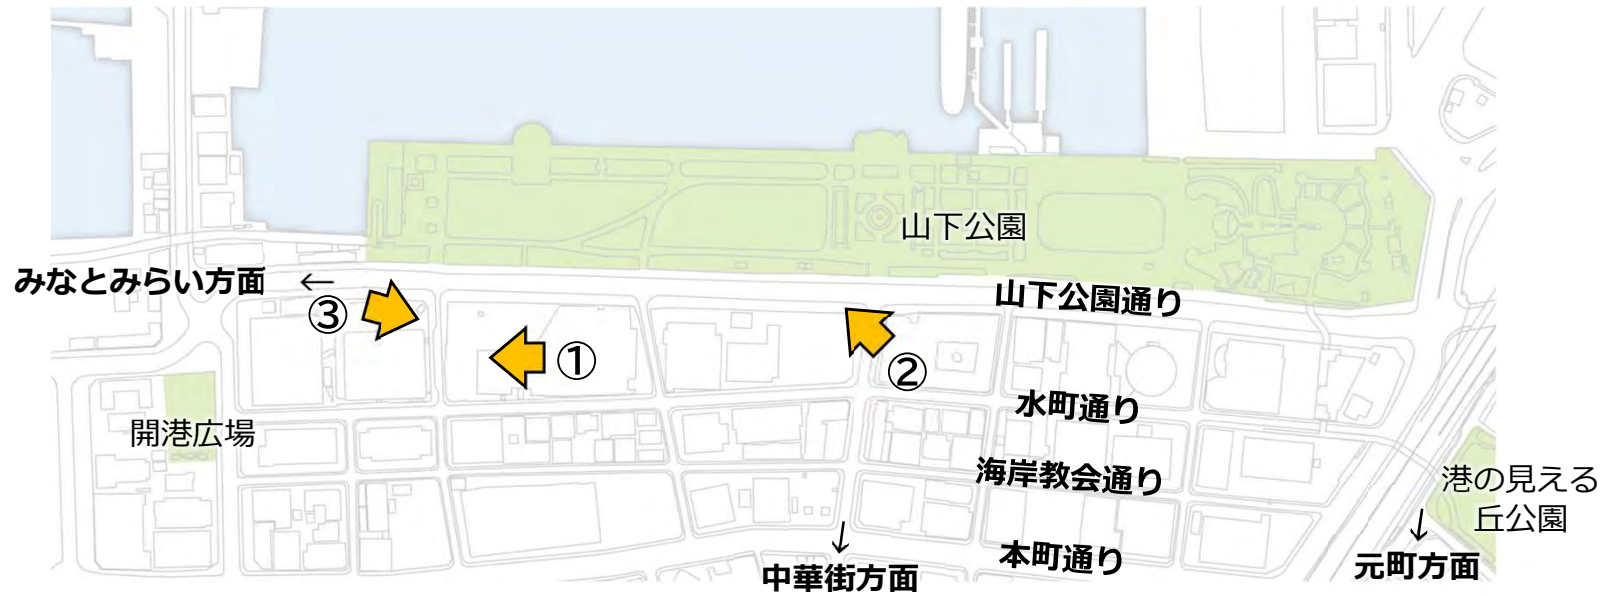 山下公園
みなとみらい方面 ←
山下公園通り
③
①
②
水町通り
開港広場
海岸教会通り
港の見える
丘公園
本町通り
↓
中華街方面
↓
元町方面